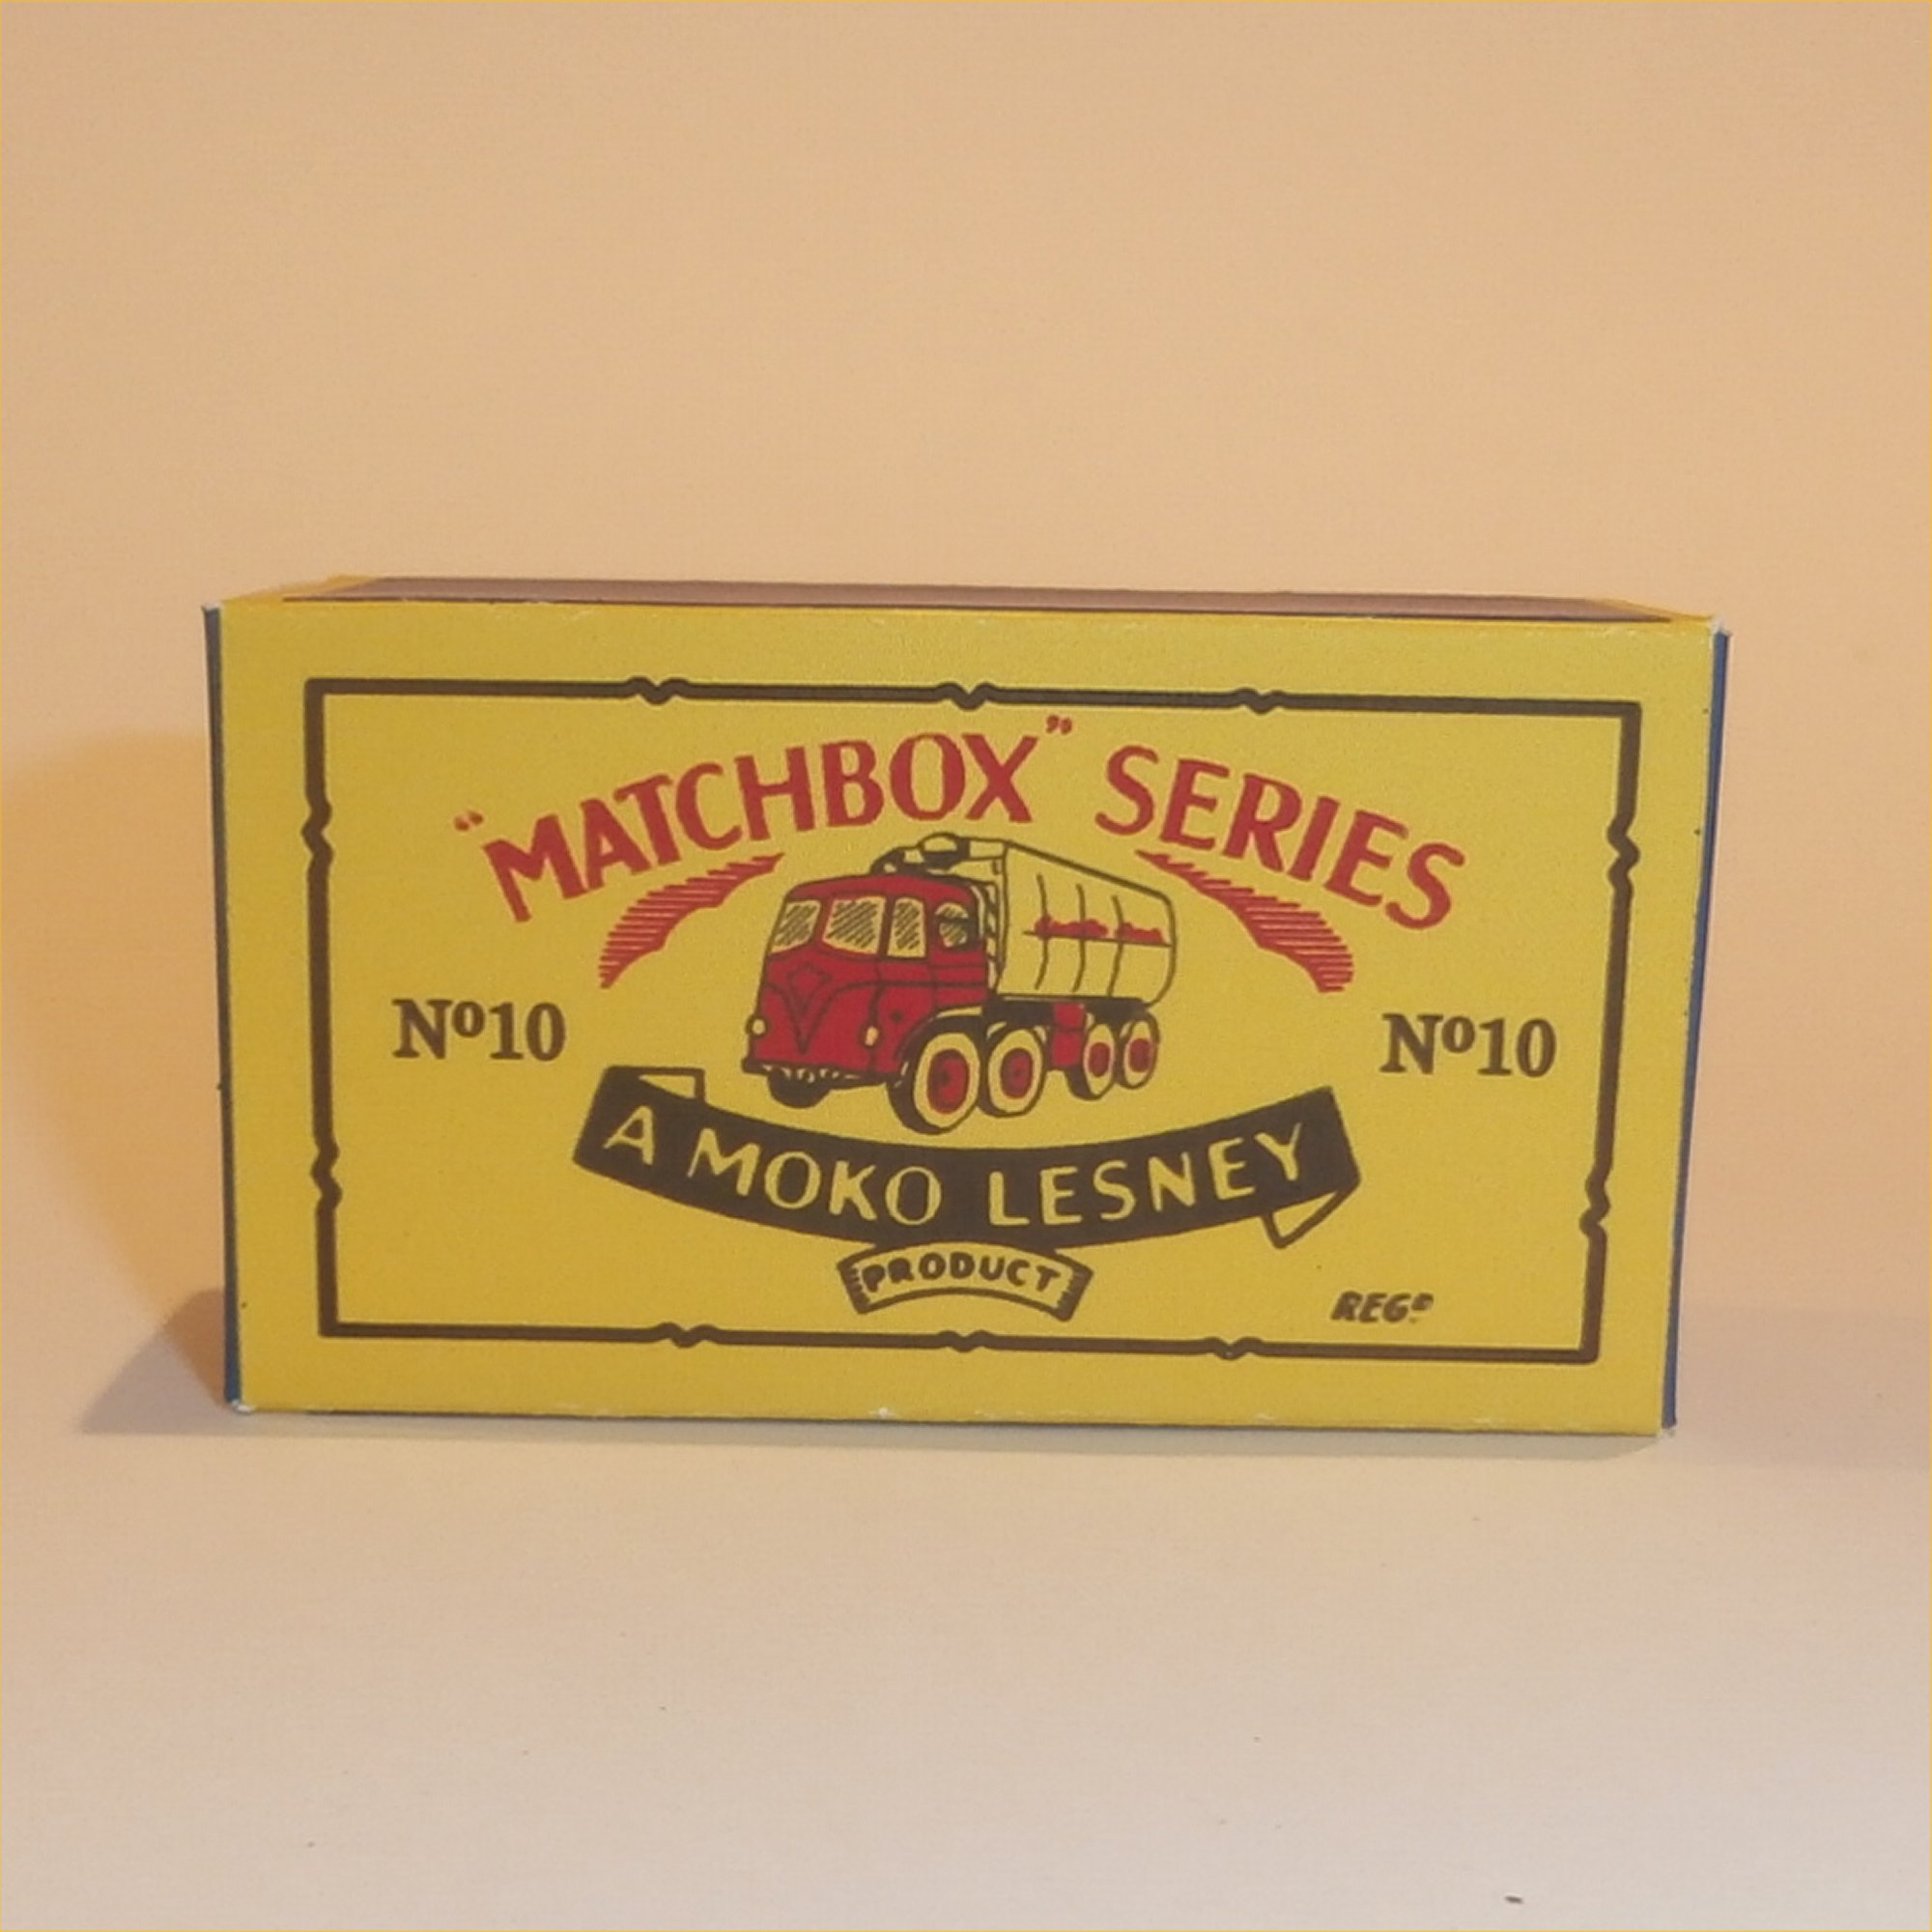 “MATCHBOX” SERIES
Nº10
Nº10
A MOKO LESNEY
PRODUCT
REGᴰ